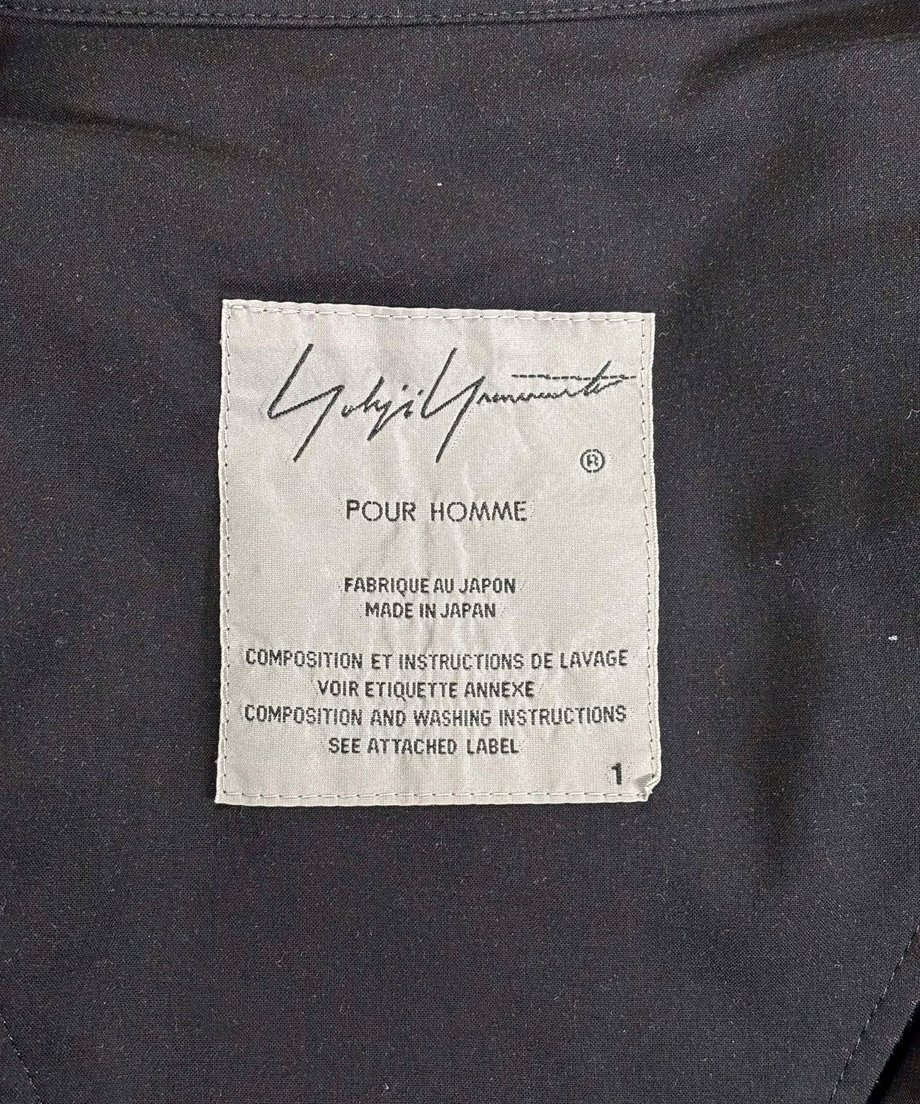 Yohji Yamamoto
®
POUR HOMME
FABRIQUE AU JAPON
MADE IN JAPAN
COMPOSITION ET INSTRUCTIONS DE LAVAGE
VOIR ETIQUETTE ANNEXE
COMPOSITION AND WASHING INSTRUCTIONS
SEE ATTACHED LABEL
1